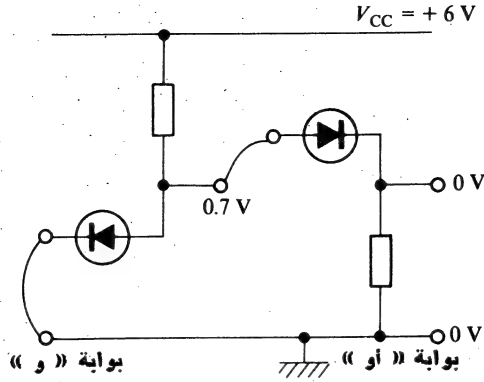 V_CC = + 6 V
0.7 V
0 V
0 V
بوابة « أو »
بوابة « و »